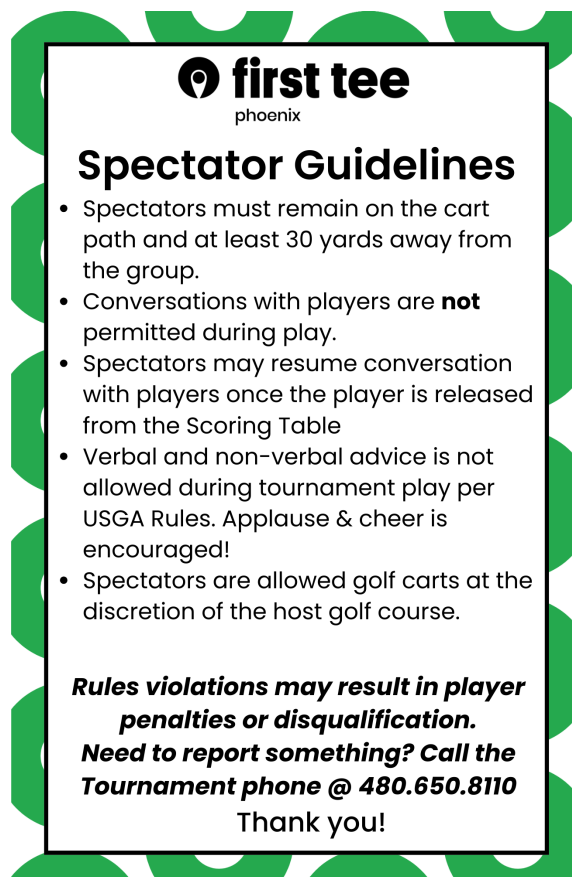 first tee
phoenix
Spectator Guidelines
• Spectators must remain on the cart
path and at least 30 yards away from
the group.
• Conversations with players are not
permitted during play.
• Spectators may resume conversation
with players once the player is released
from the Scoring Table
• Verbal and non-verbal advice is not
allowed during tournament play per
USGA Rules. Applause & cheer is
encouraged!
• Spectators are allowed golf carts at the
discretion of the host golf course.
Rules violations may result in player
penalties or disqualification.
Need to report something? Call the
Tournament phone @ 480.650.8110
Thank you!